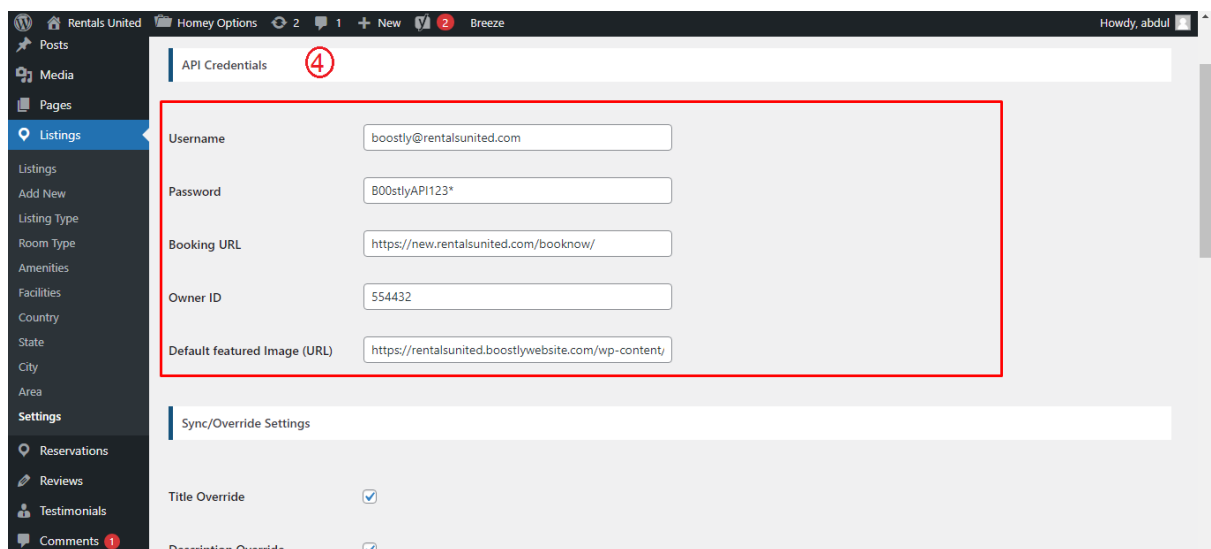 Rentals United Homey Options 2 1 + New 2 Breeze Howdy, abdul
Posts
Media
Pages
Listings
Listings
Add New
Listing Type
Room Type
Amenities
Facilities
Country
State
City
Area
Settings
Reservations
Reviews
Testimonials
Comments 1
API Credentials 4
Username boostly@rentalsunited.com
Password B00stlyAPI123*
Booking URL https://new.rentalsunited.com/booknow/
Owner ID 554432
Default featured Image (URL) https://rentalsunited.boostlywebsite.com/wp-content/
Sync/Override Settings
Title Override
Description Override